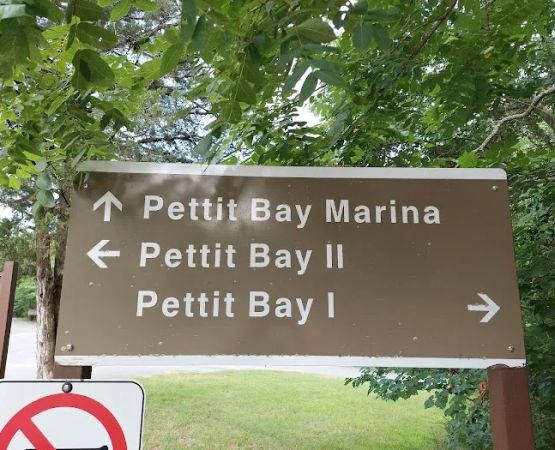 ↑ Pettit Bay Marina
← Pettit Bay II
Pettit Bay I →